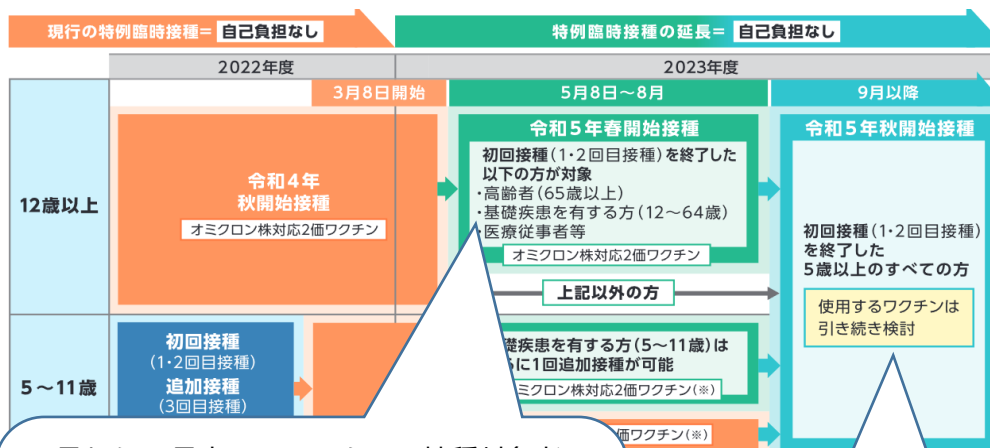 現行の特例臨時接種= 自己負担なし
特例臨時接種の延長= 自己負担なし
2022年度
2023年度
3月8日開始
5月8日～8月
9月以降
12歳以上
令和4年
秋開始接種
オミクロン株対応2価ワクチン
令和5年春開始接種
初回接種(1・2回目接種)を終了した
以下の方が対象
・高齢者(65歳以上)
・基礎疾患を有する方(12～64歳)
・医療従事者等
オミクロン株対応2価ワクチン
上記以外の方
令和5年秋開始接種
初回接種(1・2回目接種)
を終了した
5歳以上のすべての方
使用するワクチンは
引き続き検討
5～11歳
初回接種
(1・2回目接種)
追加接種
(3回目接種)
礎疾患を有する方(5～11歳)は
に1回追加接種が可能
オミクロン株対応2価ワクチン(※)
価ワクチン(※)